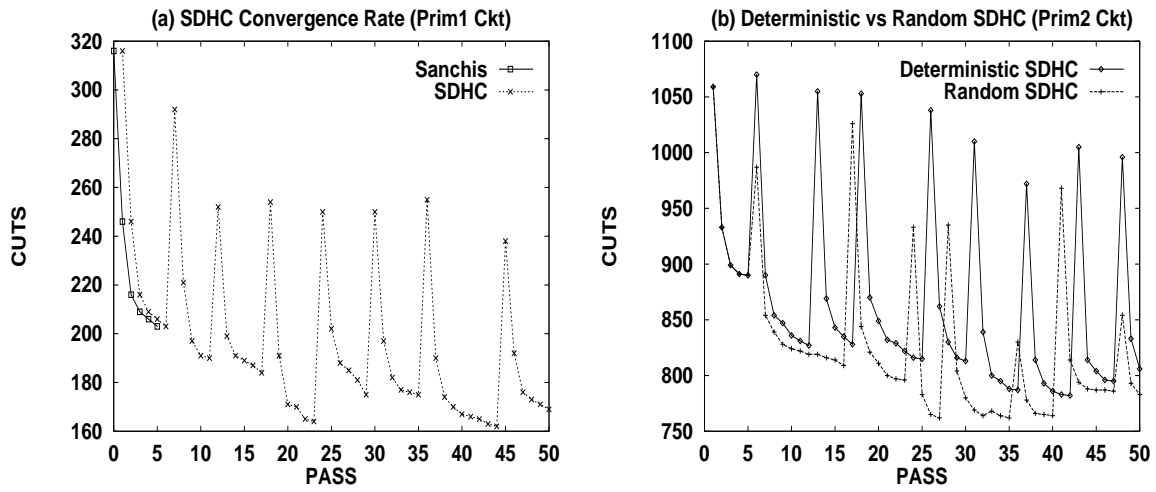 (a) SDHC Convergence Rate (Prim1 Ckt)
320
300
280
260
240
220
200
180
160
CUTS
Sanchis
SDHC
0 5 10 15 20 25 30 35 40 45 50
PASS
(b) Deterministic vs Random SDHC (Prim2 Ckt)
1100
1050
1000
950
900
850
800
750
CUTS
Deterministic SDHC
Random SDHC
0 5 10 15 20 25 30 35 40 45 50
PASS